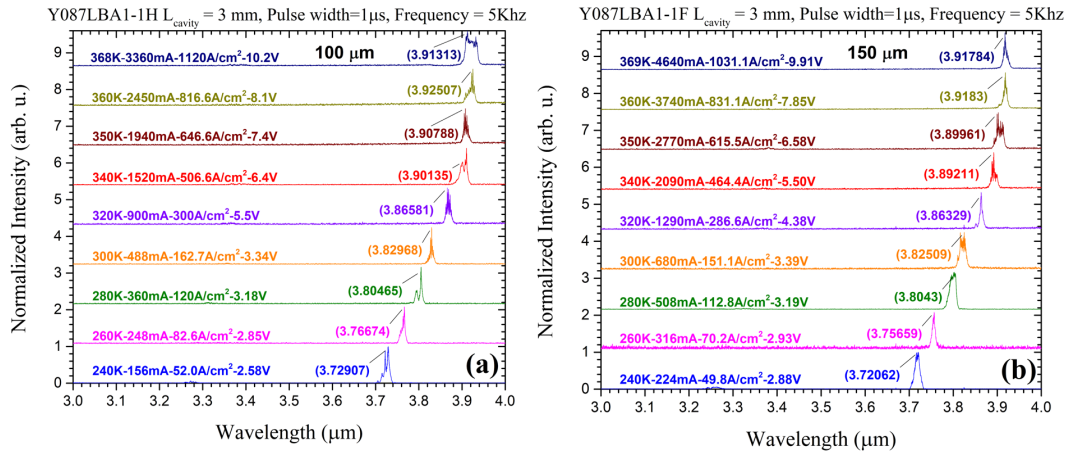 Y087LBA1-1H L_cavity = 3 mm, Pulse width=1μs, Frequency = 5Khz
100 μm
368K-3360mA-1120A/cm²-10.2V
(3.91313)
360K-2450mA-816.6A/cm²-8.1V
(3.92507)
350K-1940mA-646.6A/cm²-7.4V
(3.90788)
340K-1520mA-506.6A/cm²-6.4V
(3.90135)
320K-900mA-300A/cm²-5.5V
(3.86581)
300K-488mA-162.7A/cm²-3.34V
(3.82968)
280K-360mA-120A/cm²-3.18V
(3.80465)
260K-248mA-82.6A/cm²-2.85V
(3.76674)
240K-156mA-52.0A/cm²-2.58V
(3.72907)
(a)
Normalized Intensity (arb. u.)
9
8
7
6
5
4
3
2
1
0
3.0 3.1 3.2 3.3 3.4 3.5 3.6 3.7 3.8 3.9 4.0
Wavelength (μm)
Y087LBA1-1F L_cavity = 3 mm, Pulse width=1μs, Frequency = 5Khz
150 μm
369K-4640mA-1031.1A/cm²-9.91V
(3.91784)
360K-3740mA-831.1A/cm²-7.85V
(3.9183)
350K-2770mA-615.5A/cm²-6.58V
(3.89961)
340K-2090mA-464.4A/cm²-5.50V
(3.89211)
320K-1290mA-286.6A/cm²-4.38V
(3.86329)
300K-680mA-151.1A/cm²-3.39V
(3.82509)
280K-508mA-112.8A/cm²-3.19V
(3.8043)
260K-316mA-70.2A/cm²-2.93V
(3.75659)
240K-224mA-49.8A/cm²-2.88V
(3.72062)
(b)
Normalized Intensity (arb. u.)
9
8
7
6
5
4
3
2
1
0
3.0 3.1 3.2 3.3 3.4 3.5 3.6 3.7 3.8 3.9 4.0
Wavelength (μm)